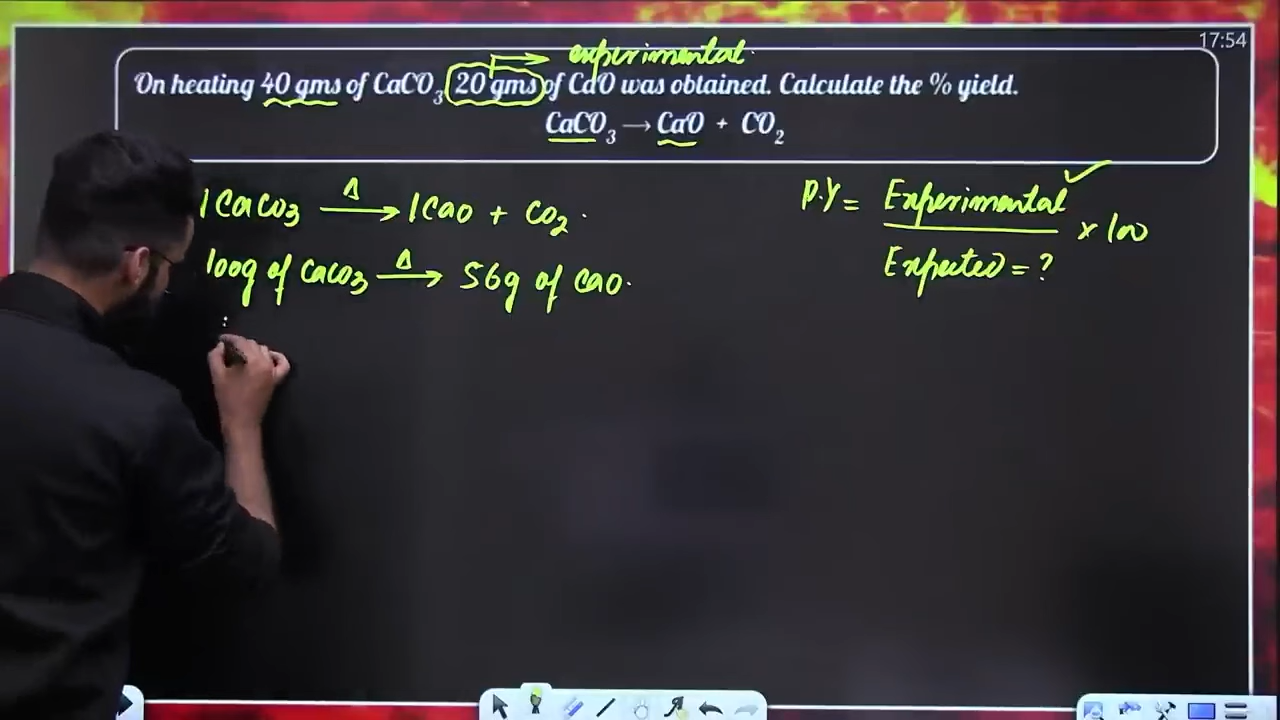 17:54
experimental
On heating 40 gms of CaCO3 20 gms of CaO was obtained. Calculate the % yield.
CaCO3 → CaO + CO2
1CaCO3 Δ→ 1CaO + CO2.
100g of CaCO3 Δ→ 56g of CaO.
P.Y = Experimental / Expected = ? × 100